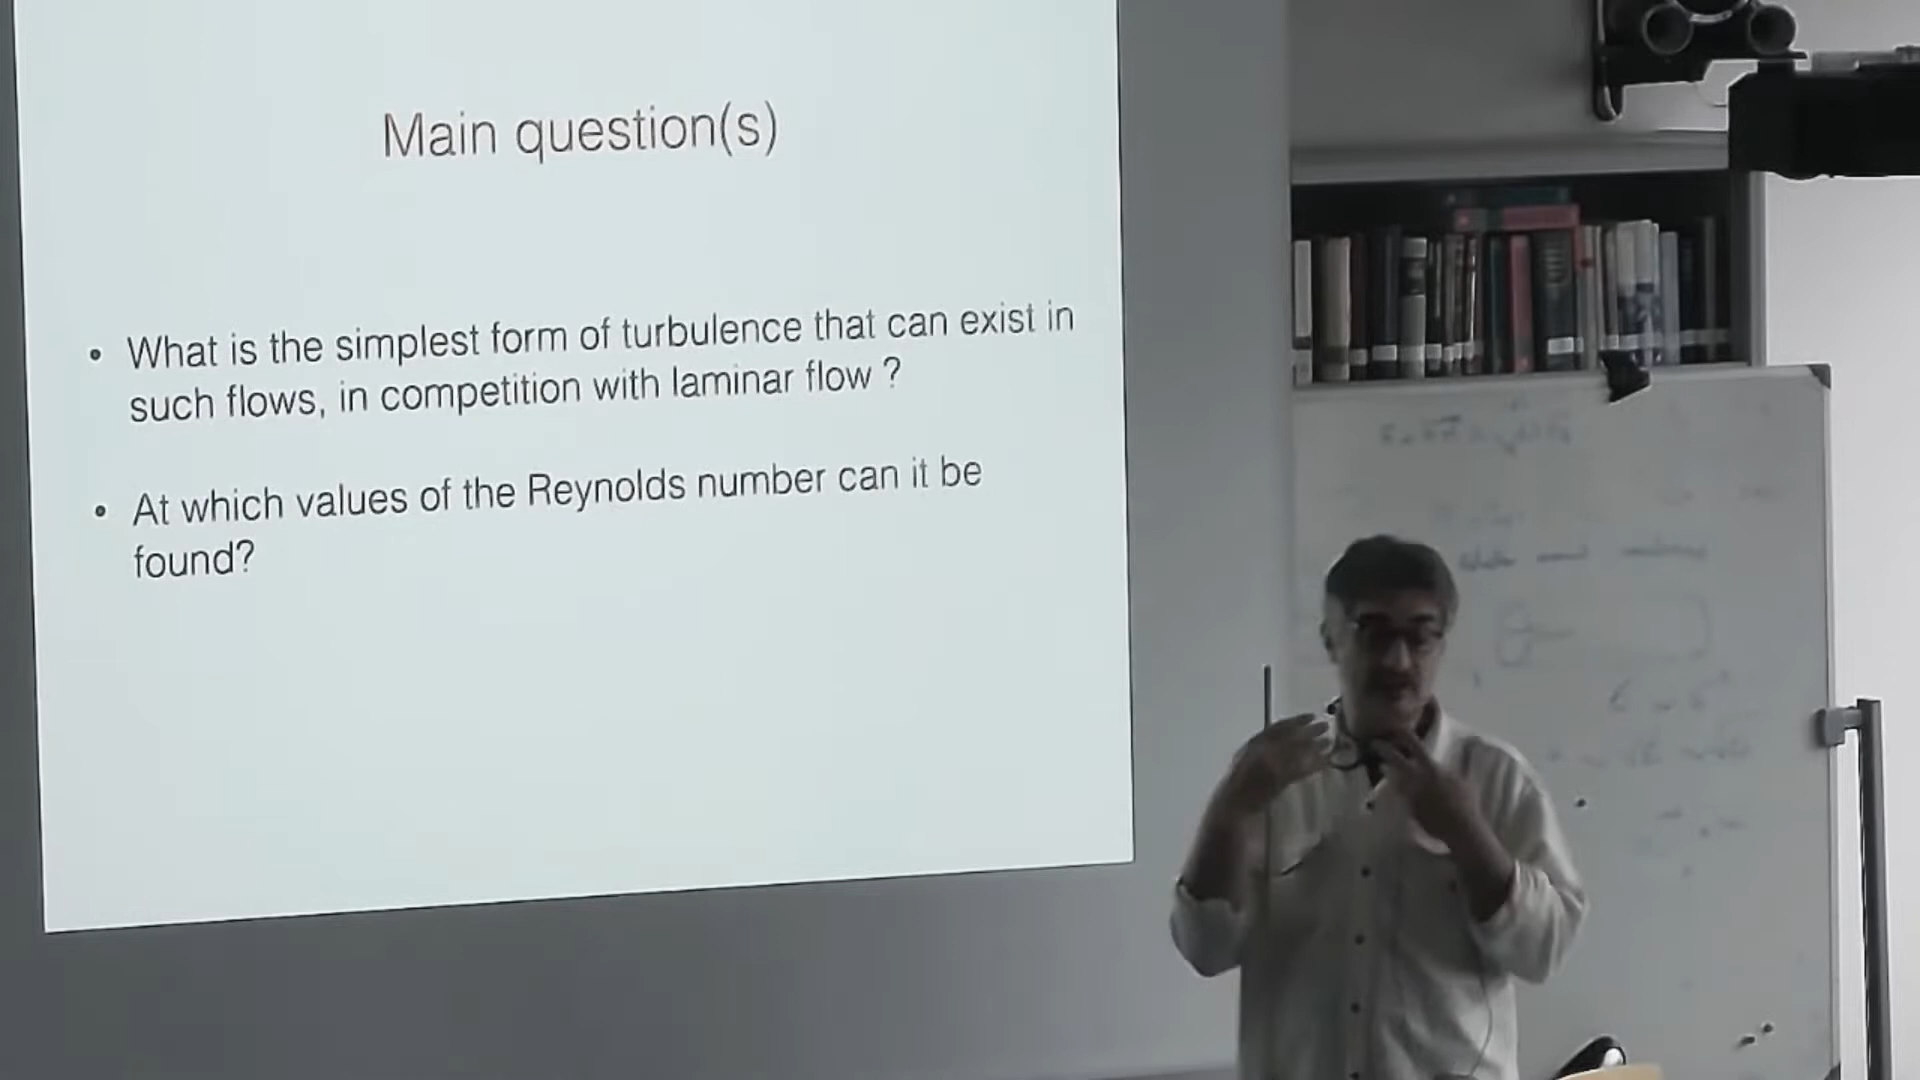 Main question(s)
• What is the simplest form of turbulence that can exist in
such flows, in competition with laminar flow ?
• At which values of the Reynolds number can it be
found?